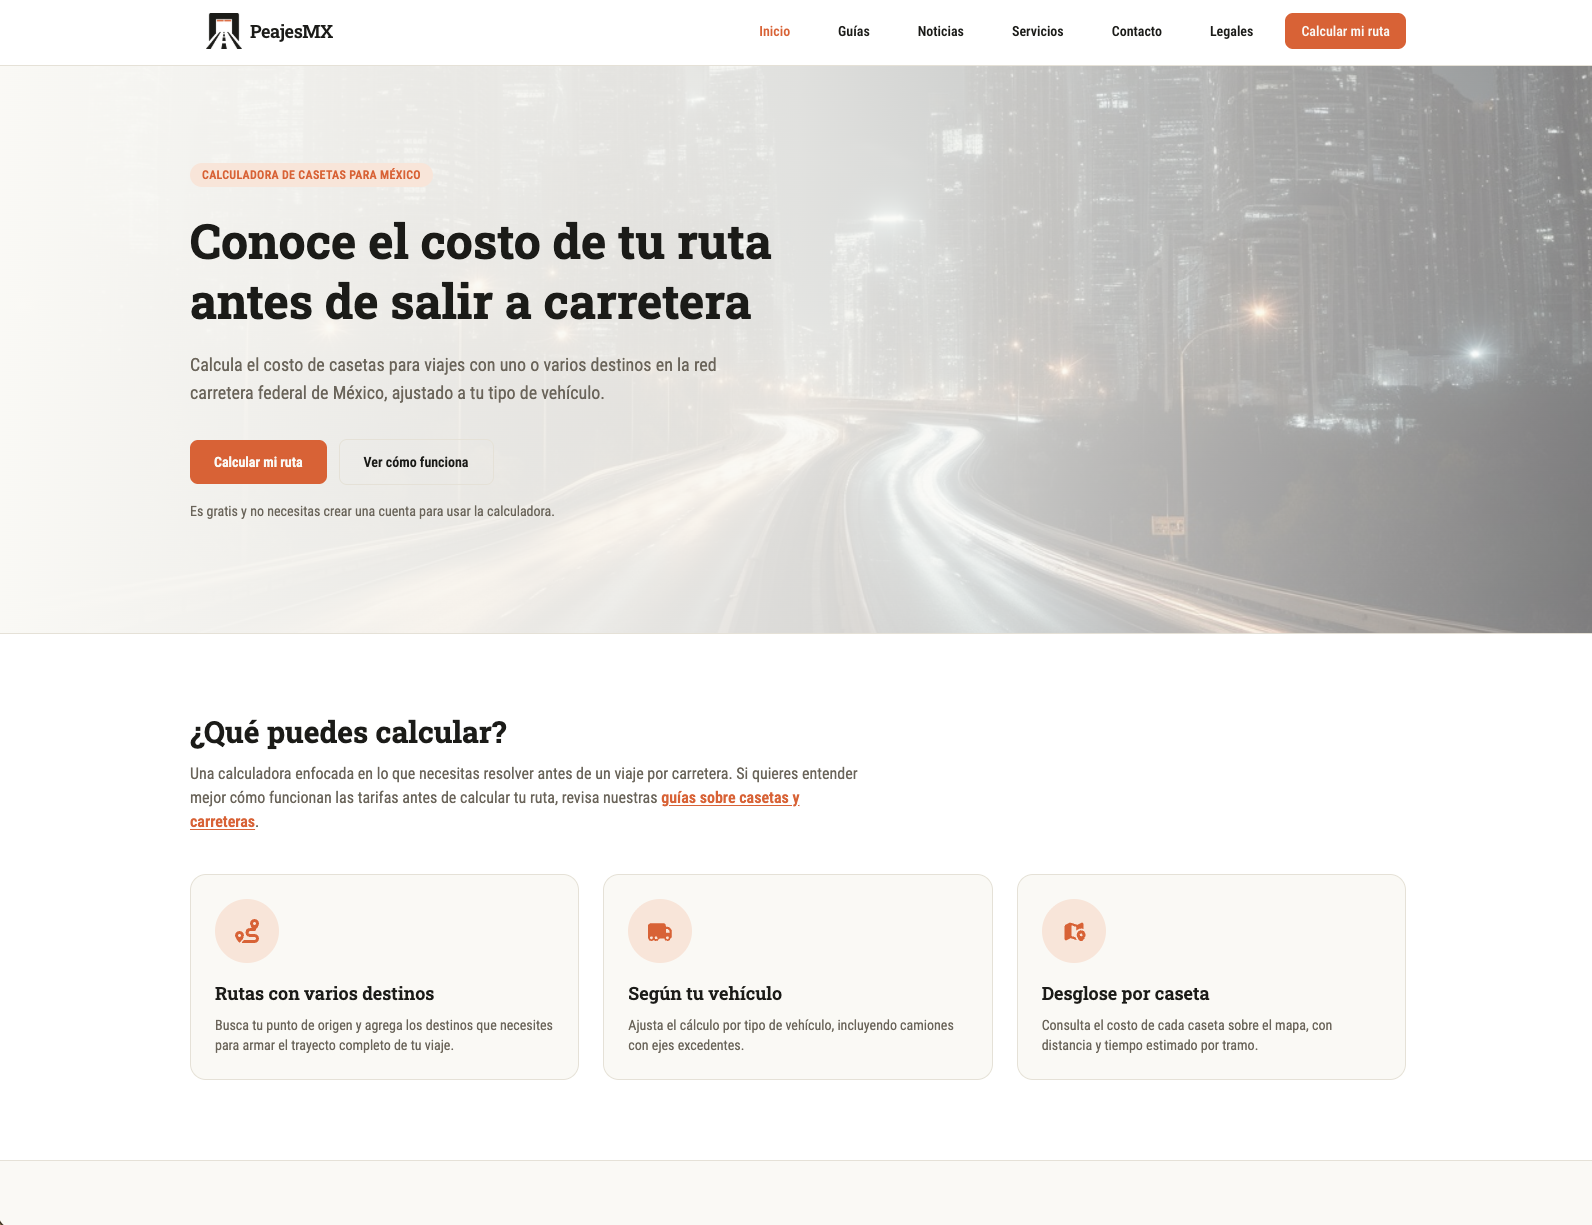 PeajesMX
Inicio
Guías
Noticias
Servicios
Contacto
Legales
Calcular mi ruta
CALCULADORA DE CASETAS PARA MÉXICO
Conoce el costo de tu ruta
antes de salir a carretera
Calcula el costo de casetas para viajes con uno o varios destinos en la red
carretera federal de México, ajustado a tu tipo de vehículo.
Calcular mi ruta
Ver cómo funciona
Es gratis y no necesitas crear una cuenta para usar la calculadora.
¿Qué puedes calcular?
Una calculadora enfocada en lo que necesitas resolver antes de un viaje por carretera. Si quieres entender
mejor cómo funcionan las tarifas antes de calcular tu ruta, revisa nuestras guías sobre casetas y
carreteras.
Rutas con varios destinos
Busca tu punto de origen y agrega los destinos que necesites
para armar el trayecto completo de tu viaje.
Según tu vehículo
Ajusta el cálculo por tipo de vehículo, incluyendo camiones
con ejes excedentes.
Desglose por caseta
Consulta el costo de cada caseta sobre el mapa, con
distancia y tiempo estimado por tramo.